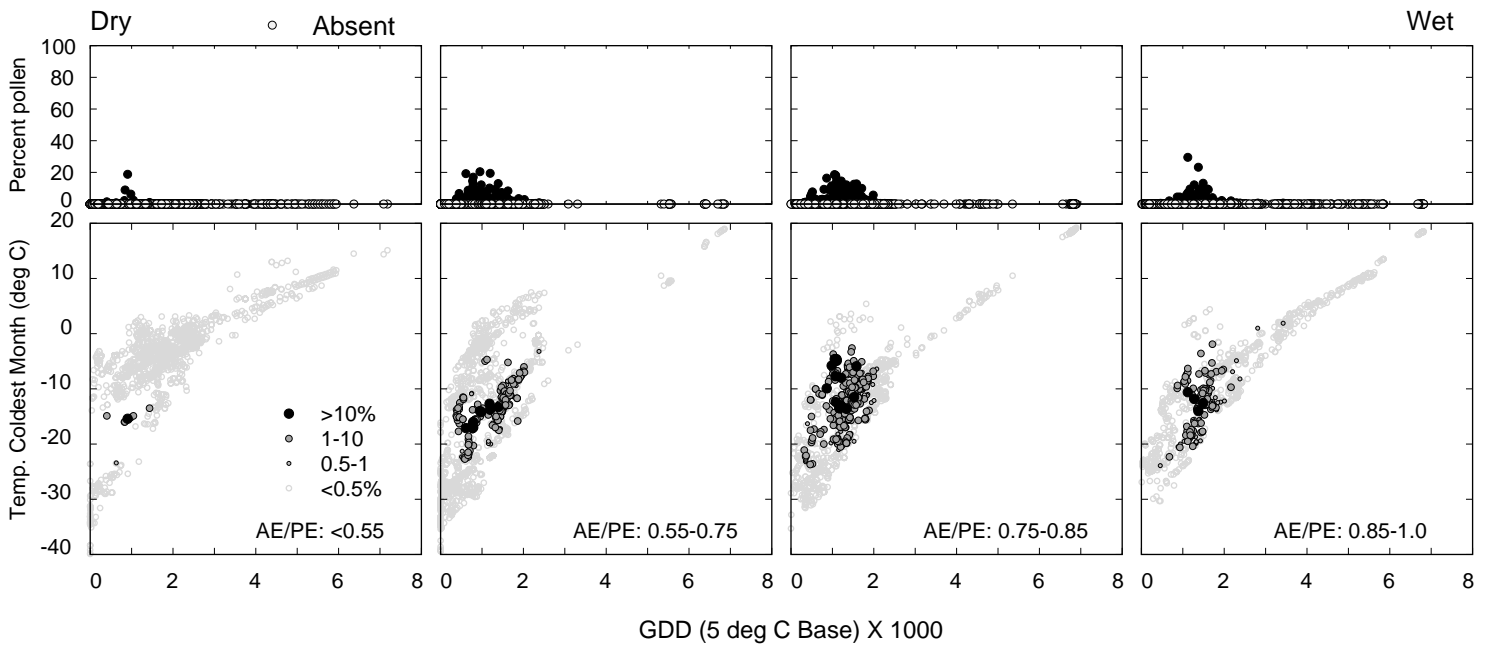 Dry ○ Absent Wet
Percent pollen
100
80
60
40
20
0
Temp. Coldest Month (deg C)
20
10
0
-10
-20
-30
-40
>10%
1-10
0.5-1
<0.5%
AE/PE: <0.55 AE/PE: 0.55-0.75 AE/PE: 0.75-0.85 AE/PE: 0.85-1.0
0 2 4 6 8 0 2 4 6 8 0 2 4 6 8 0 2 4 6 8
GDD (5 deg C Base) X 1000